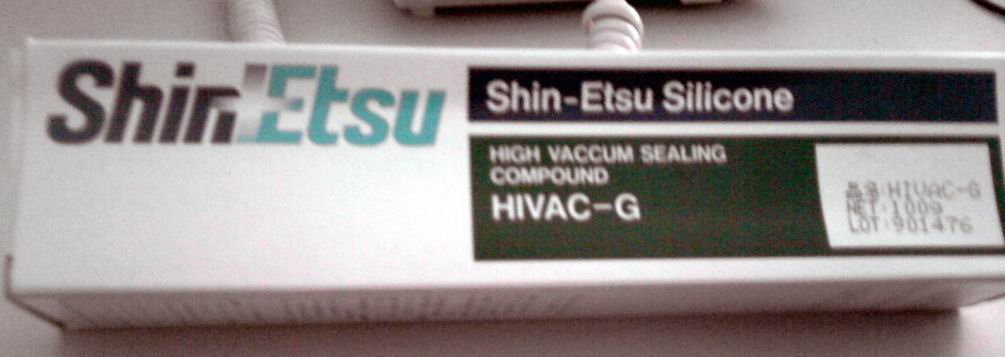 ShinEtsu
Shin-Etsu Silicone
HIGH VACCUM SEALING
COMPOUND
HIVAC-G
品名:HIVAC-G
NET:100g
LOT:901476